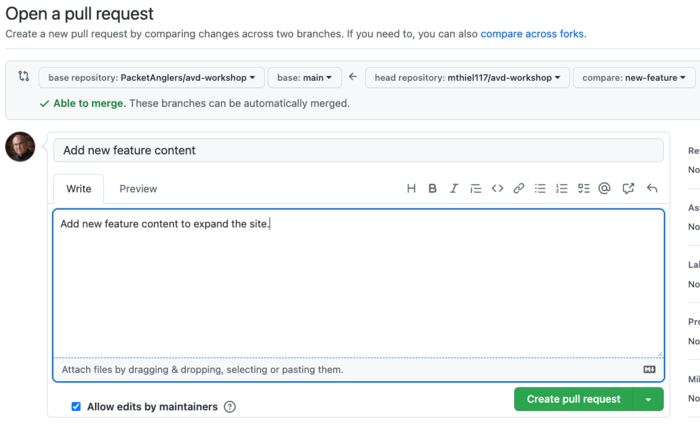 Open a pull request
Create a new pull request by comparing changes across two branches. If you need to, you can also compare across forks.
base repository: PacketAnglers/avd-workshop
base: main
head repository: mthiel117/avd-workshop
compare: new-feature
Able to merge. These branches can be automatically merged.
Add new feature content
Write
Preview
Add new feature content to expand the site.
Attach files by dragging & dropping, selecting or pasting them.
Allow edits by maintainers
Create pull request
Re
No
As
No
Lal
No
Pro
No
Mil
No